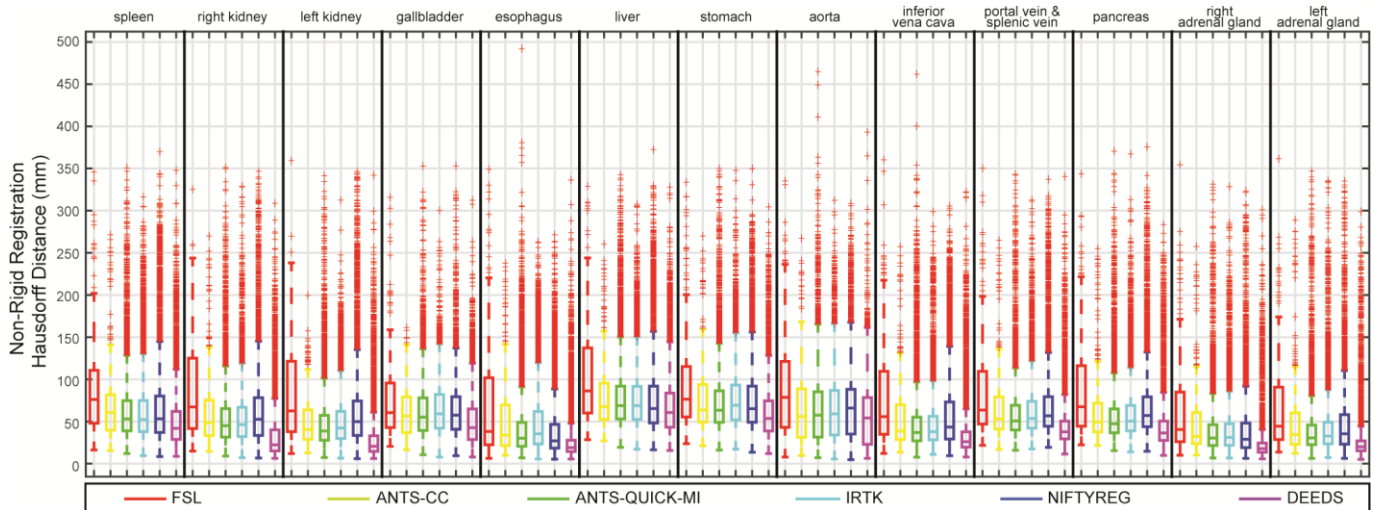 spleen right kidney left kidney gallbladder esophagus liver stomach aorta inferior vena cava portal vein & splenic vein pancreas right adrenal gland left adrenal gland
Non-Rigid Registration
Hausdorff Distance (mm)
500
450
400
350
300
250
200
150
100
50
0
FSL ANTS-CC ANTS-QUICK-MI IRTK NIFTYREG DEEDS